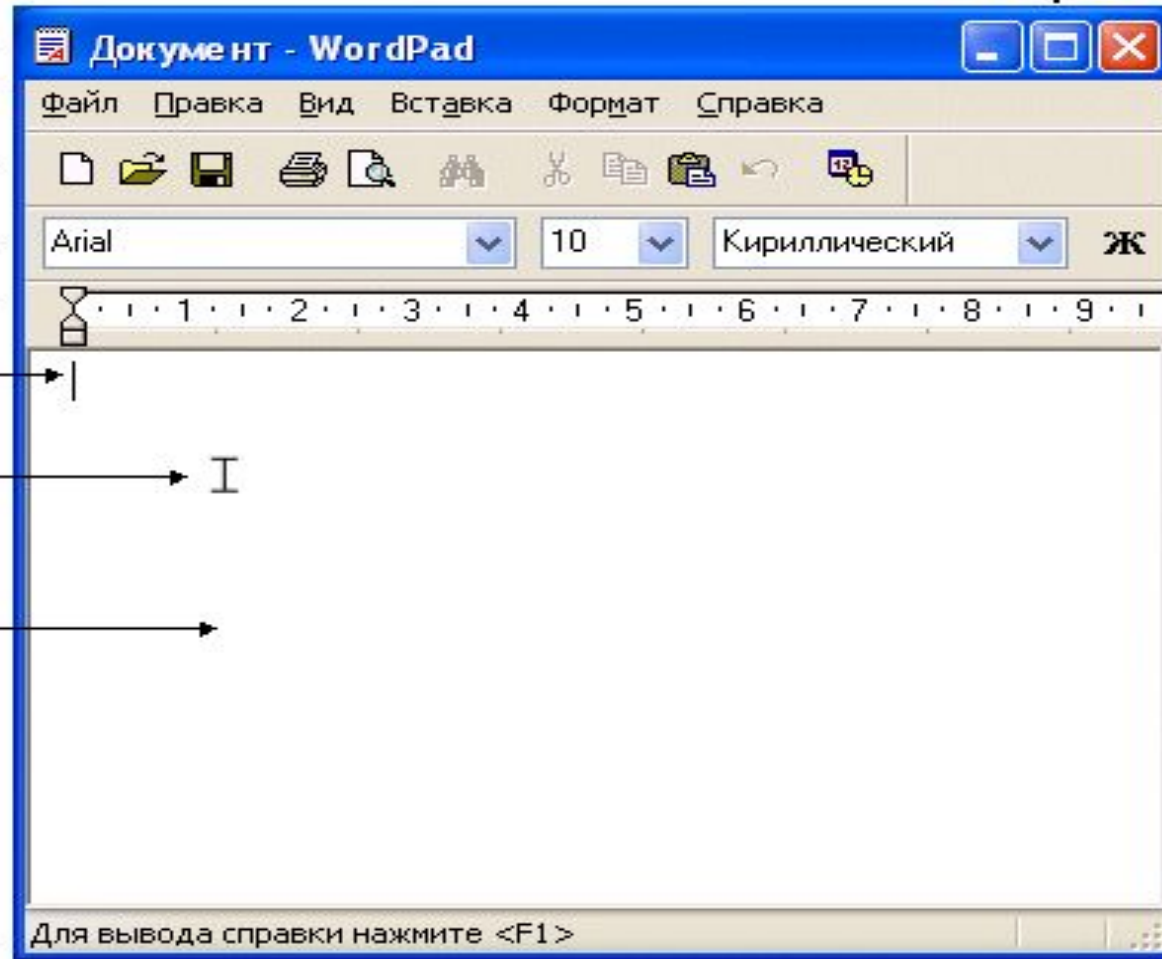 Документ - WordPad
Файл Правка Вид Вставка Формат Справка
12
Arial 10 Кириллический Ж
1 2 3 4 5 6 7 8 9
Для вывода справки нажмите <F1>